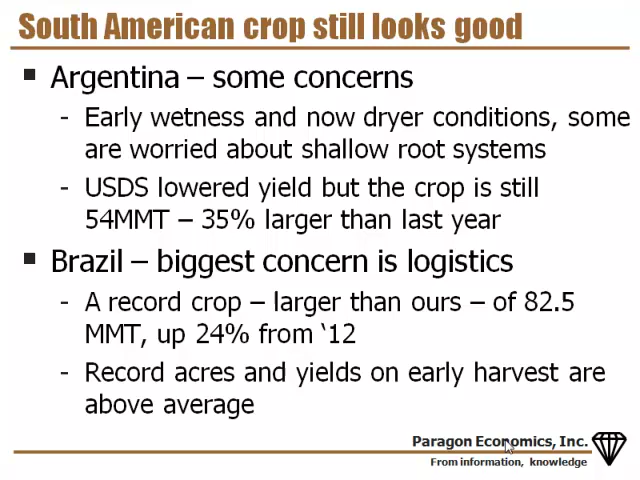 South American crop still looks good
▪ Argentina – some concerns
- Early wetness and now dryer conditions, some
are worried about shallow root systems
- USDS lowered yield but the crop is still
54MMT – 35% larger than last year
▪ Brazil – biggest concern is logistics
- A record crop – larger than ours – of 82.5
MMT, up 24% from ‘12
- Record acres and yields on early harvest are
above average
Paragon Economics, Inc.
From information, knowledge